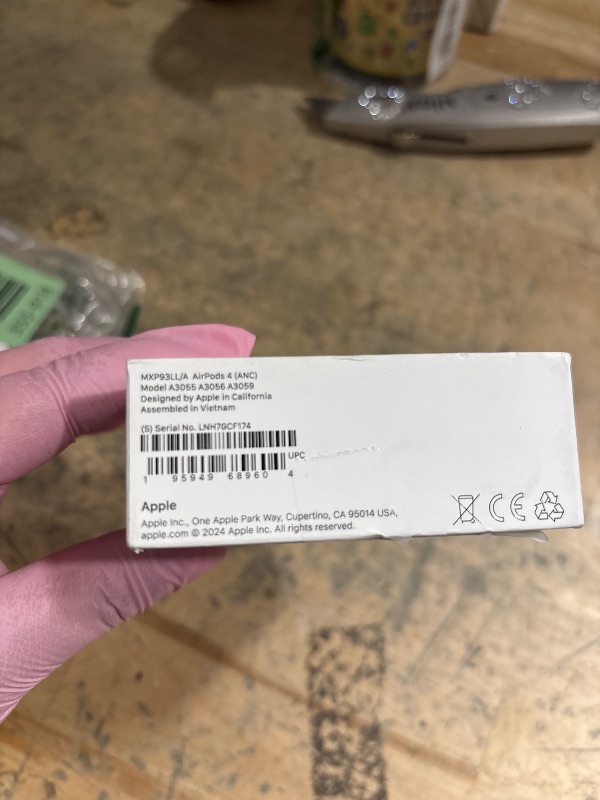 MXP93LL/A AirPods 4 (ANC)
Model A3055 A3056 A3059
Designed by Apple in California
Assembled in Vietnam
(S) Serial No. LNH7GCF174
UPC
1 95949 68960 4
Apple
Apple Inc., One Apple Park Way, Cupertino, CA 95014 USA,
apple.com © 2024 Apple Inc. All rights reserved.
CE